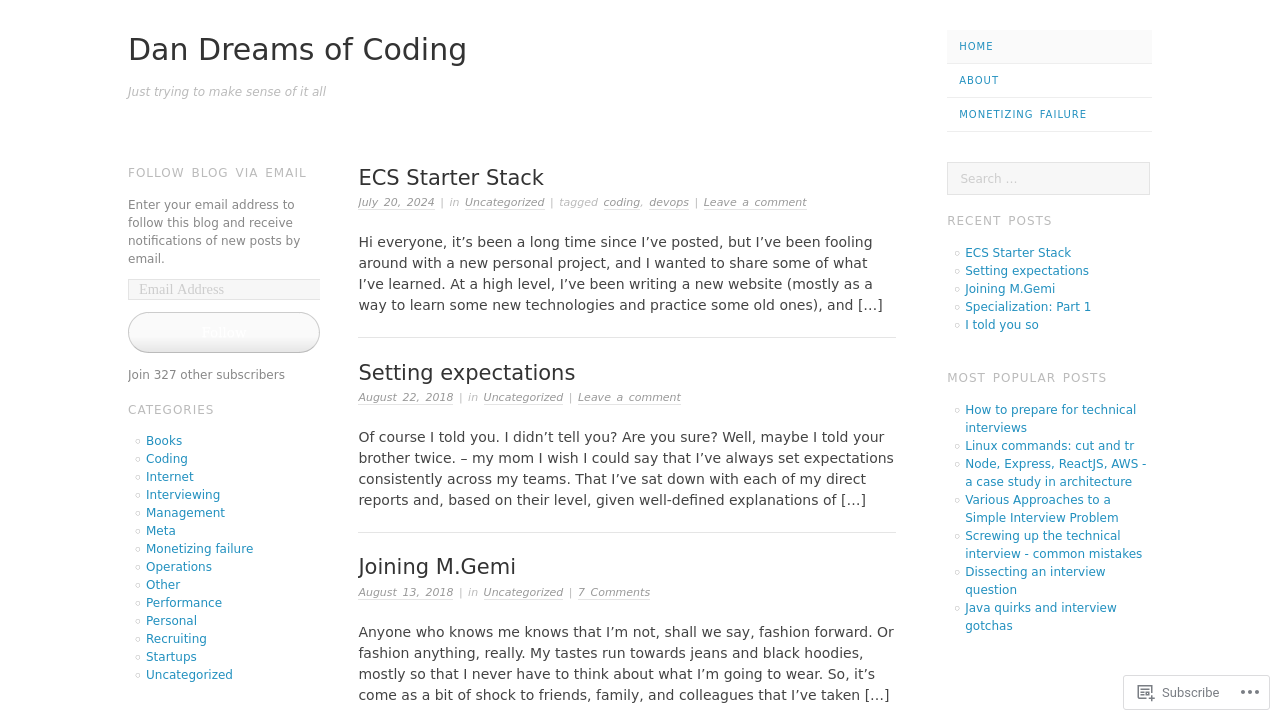 Dan Dreams of Coding
Just trying to make sense of it all
HOME
ABOUT
MONETIZING FAILURE
FOLLOW BLOG VIA EMAIL
Enter your email address to
follow this blog and receive
notifications of new posts by
email.
Email Address
Follow
Join 327 other subscribers
CATEGORIES
Books
Coding
Internet
Interviewing
Management
Meta
Monetizing failure
Operations
Other
Performance
Personal
Recruiting
Startups
Uncategorized
ECS Starter Stack
July 20, 2024 | in Uncategorized | tagged coding, devops | Leave a comment
Hi everyone, it’s been a long time since I’ve posted, but I’ve been fooling
around with a new personal project, and I wanted to share some of what
I’ve learned. At a high level, I’ve been writing a new website (mostly as a
way to learn some new technologies and practice some old ones), and […]
Setting expectations
August 22, 2018 | in Uncategorized | Leave a comment
Of course I told you. I didn’t tell you? Are you sure? Well, maybe I told your
brother twice. – my mom I wish I could say that I’ve always set expectations
consistently across my teams. That I’ve sat down with each of my direct
reports and, based on their level, given well-defined explanations of […]
Joining M.Gemi
August 13, 2018 | in Uncategorized | 7 Comments
Anyone who knows me knows that I’m not, shall we say, fashion forward. Or
fashion anything, really. My tastes run towards jeans and black hoodies,
mostly so that I never have to think about what I’m going to wear. So, it’s
come as a bit of shock to friends, family, and colleagues that I’ve taken […]
Search …
RECENT POSTS
ECS Starter Stack
Setting expectations
Joining M.Gemi
Specialization: Part 1
I told you so
MOST POPULAR POSTS
How to prepare for technical
interviews
Linux commands: cut and tr
Node, Express, ReactJS, AWS -
a case study in architecture
Various Approaches to a
Simple Interview Problem
Screwing up the technical
interview - common mistakes
Dissecting an interview
question
Java quirks and interview
gotchas
Subscribe